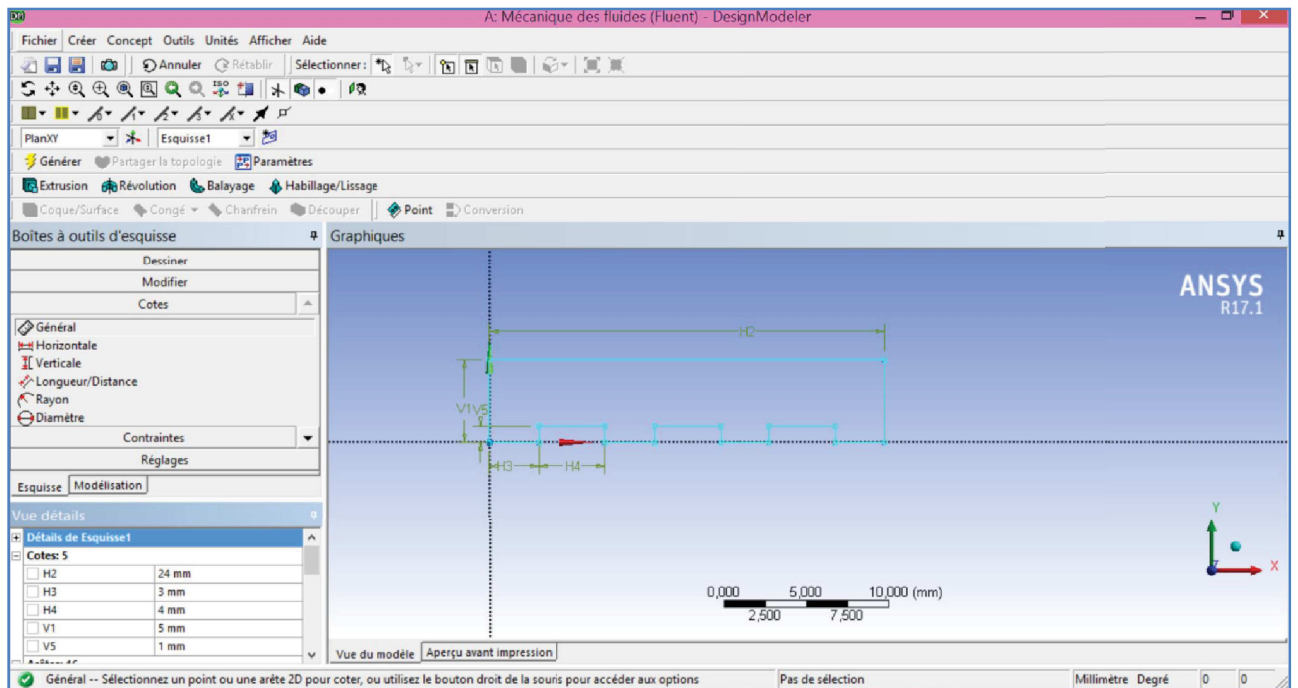 A: Mécanique des fluides (Fluent) - DesignModeler
Fichier Créer Concept Outils Unités Afficher Aide
Annuler Rétablir Sélectionner:
ISO
PlanXY Esquisse1
Générer Partager la topologie Paramètres
Extrusion Révolution Balayage Habillage/Lissage
Coque/Surface Congé Chanfrein Découper Point Conversion
Boîtes à outils d'esquisse
Dessiner
Modifier
Cotes
Général
Horizontale
Verticale
Longueur/Distance
Rayon
Diamètre
Contraintes
Réglages
Esquisse Modélisation
Vue détails
Détails de Esquisse1
Cotes: 5
H2 24 mm
H3 3 mm
H4 4 mm
V1 5 mm
V5 1 mm
Graphiques
ANSYS
R17.1
H2
V1 V5
H3 H4
Y
X
Z
0,000 5,000 10,000 (mm)
2,500 7,500
Vue du modèle Aperçu avant impression
Général -- Sélectionnez un point ou une arête 2D pour coter, ou utilisez le bouton droit de la souris pour accéder aux options Pas de sélection Millimètre Degré 0 0